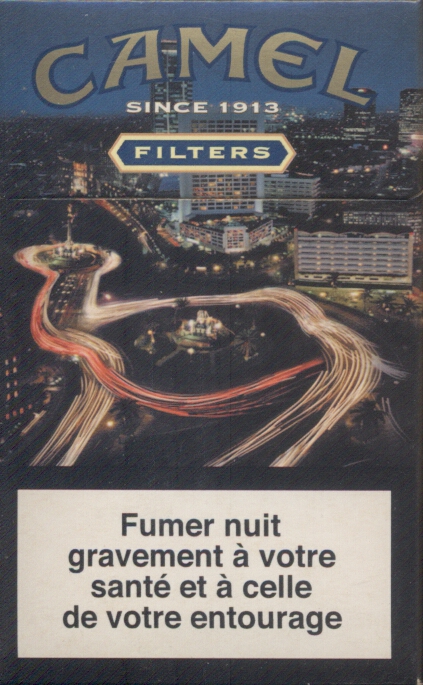 CAMEL
SINCE 1913
FILTERS
Fumer nuit
gravement à votre
santé et à celle
de votre entourage